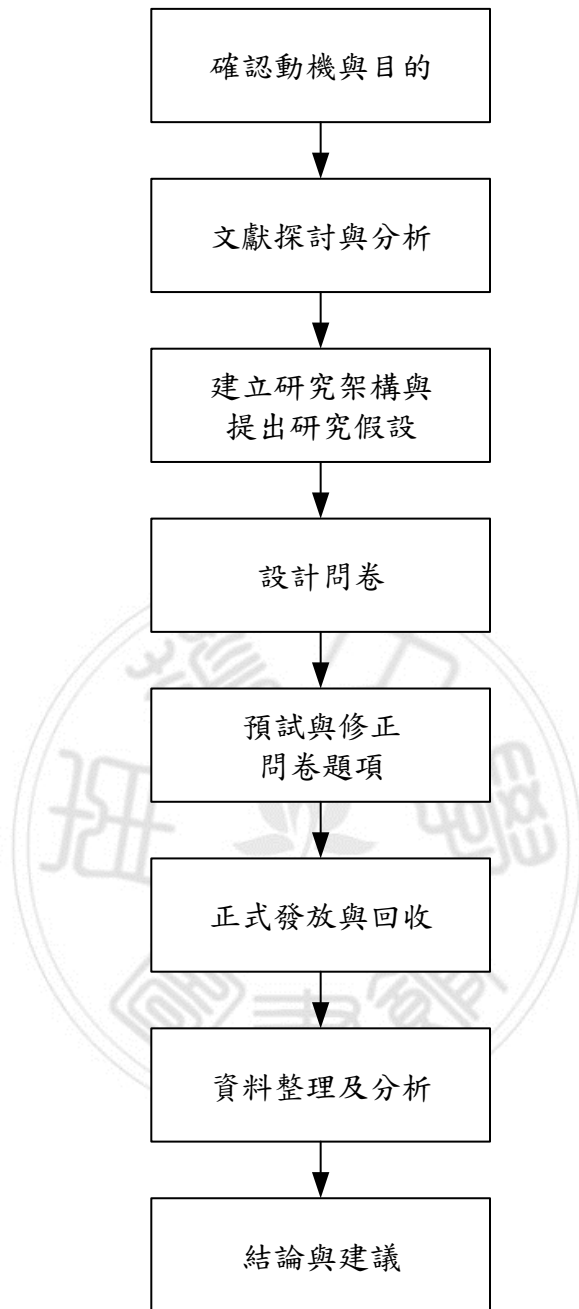 確認動機與目的
文獻探討與分析
建立研究架構與
提出研究假設
設計問卷
預試與修正
問卷題項
正式發放與回收
資料整理及分析
結論與建議